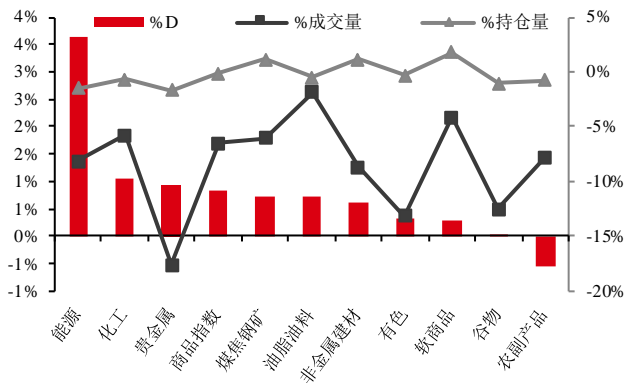 %D %成交量 %持仓量
4%
4%
3%
3%
2%
2%
1%
1%
0%
-1%
-1%
5%
0%
-5%
-10%
-15%
-20%
能源
化工
贵金属
商品指数
煤焦钢矿
油脂油料
非金属建材
有色
软商品
谷物
农副产品